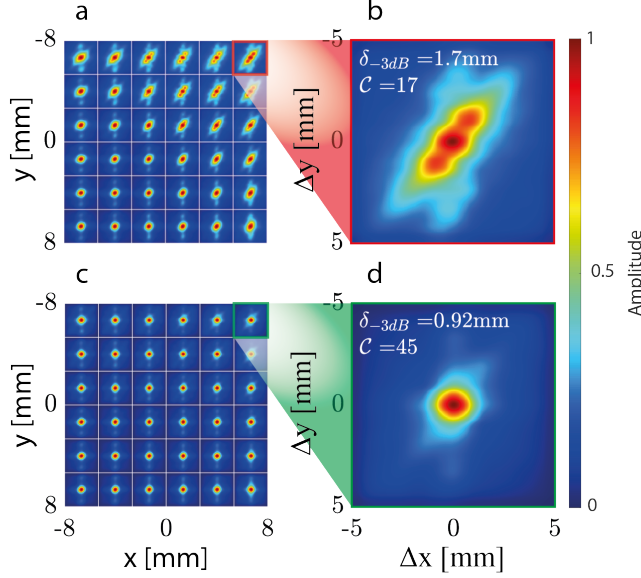 a
b
-8
0
8
y [mm]
-5
0
5
Δy [mm]
δ−3dB =1.7mm
C =17
1
0.5
0
Amplitude
c
d
-8
0
8
y [mm]
-8
0
8
x [mm]
-5
0
5
Δy [mm]
δ−3dB =0.92mm
C =45
-5
0
5
Δx [mm]